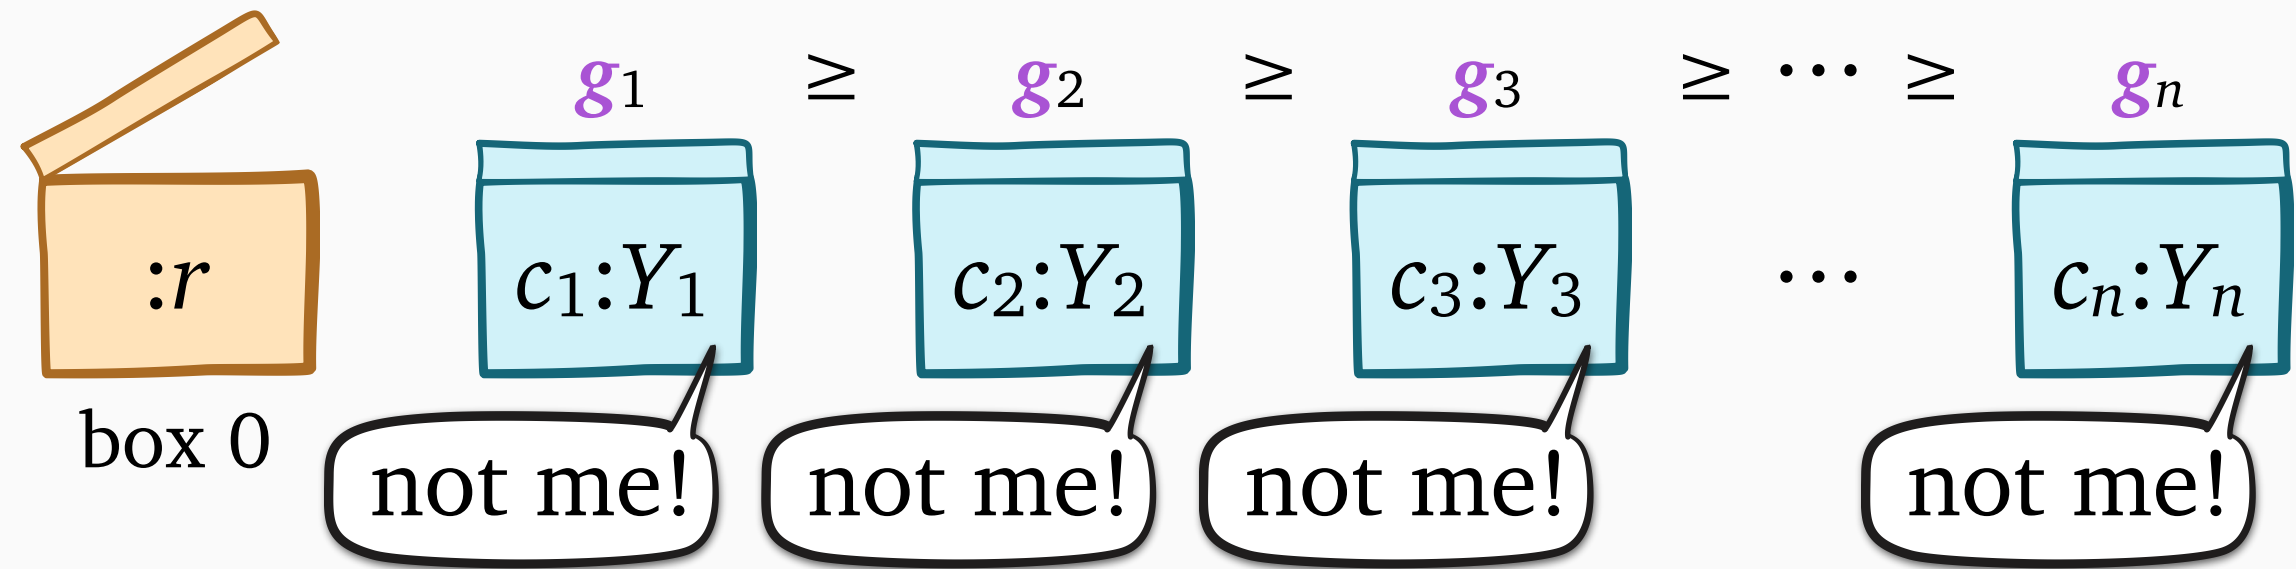 g₁ ≥ g₂ ≥ g₃ ≥ ··· ≥ gₙ
:r c₁:Y₁ c₂:Y₂ c₃:Y₃ ··· cₙ:Yₙ
box 0
not me! not me! not me! not me!